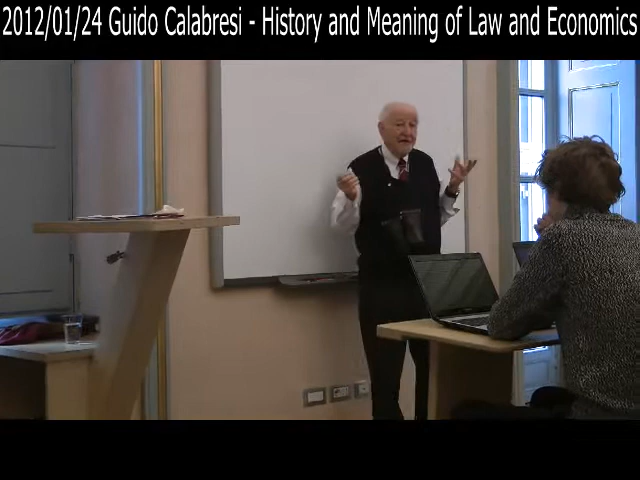 2012/01/24 Guido Calabresi - History and Meaning of Law and Economics